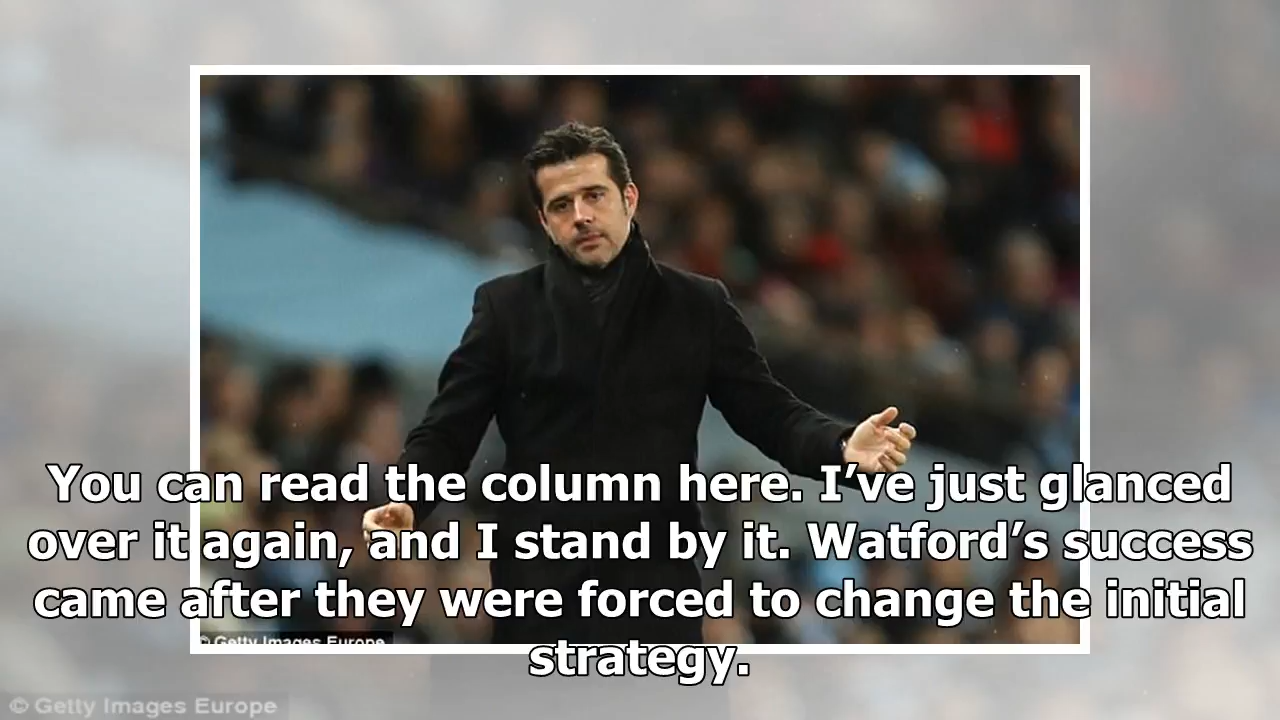 You can read the column here. I’ve just glanced
over it again, and I stand by it. Watford’s success
came after they were forced to change the initial
© Getty Images Europe
strategy.
© Getty Images Europe